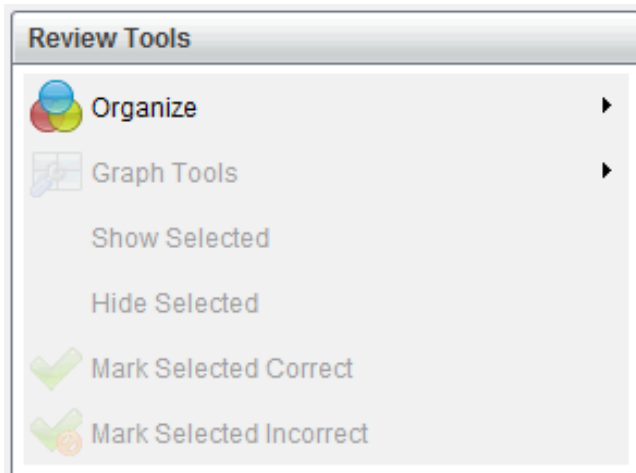 Review Tools
Organize
Graph Tools
Show Selected
Hide Selected
Mark Selected Correct
Mark Selected Incorrect